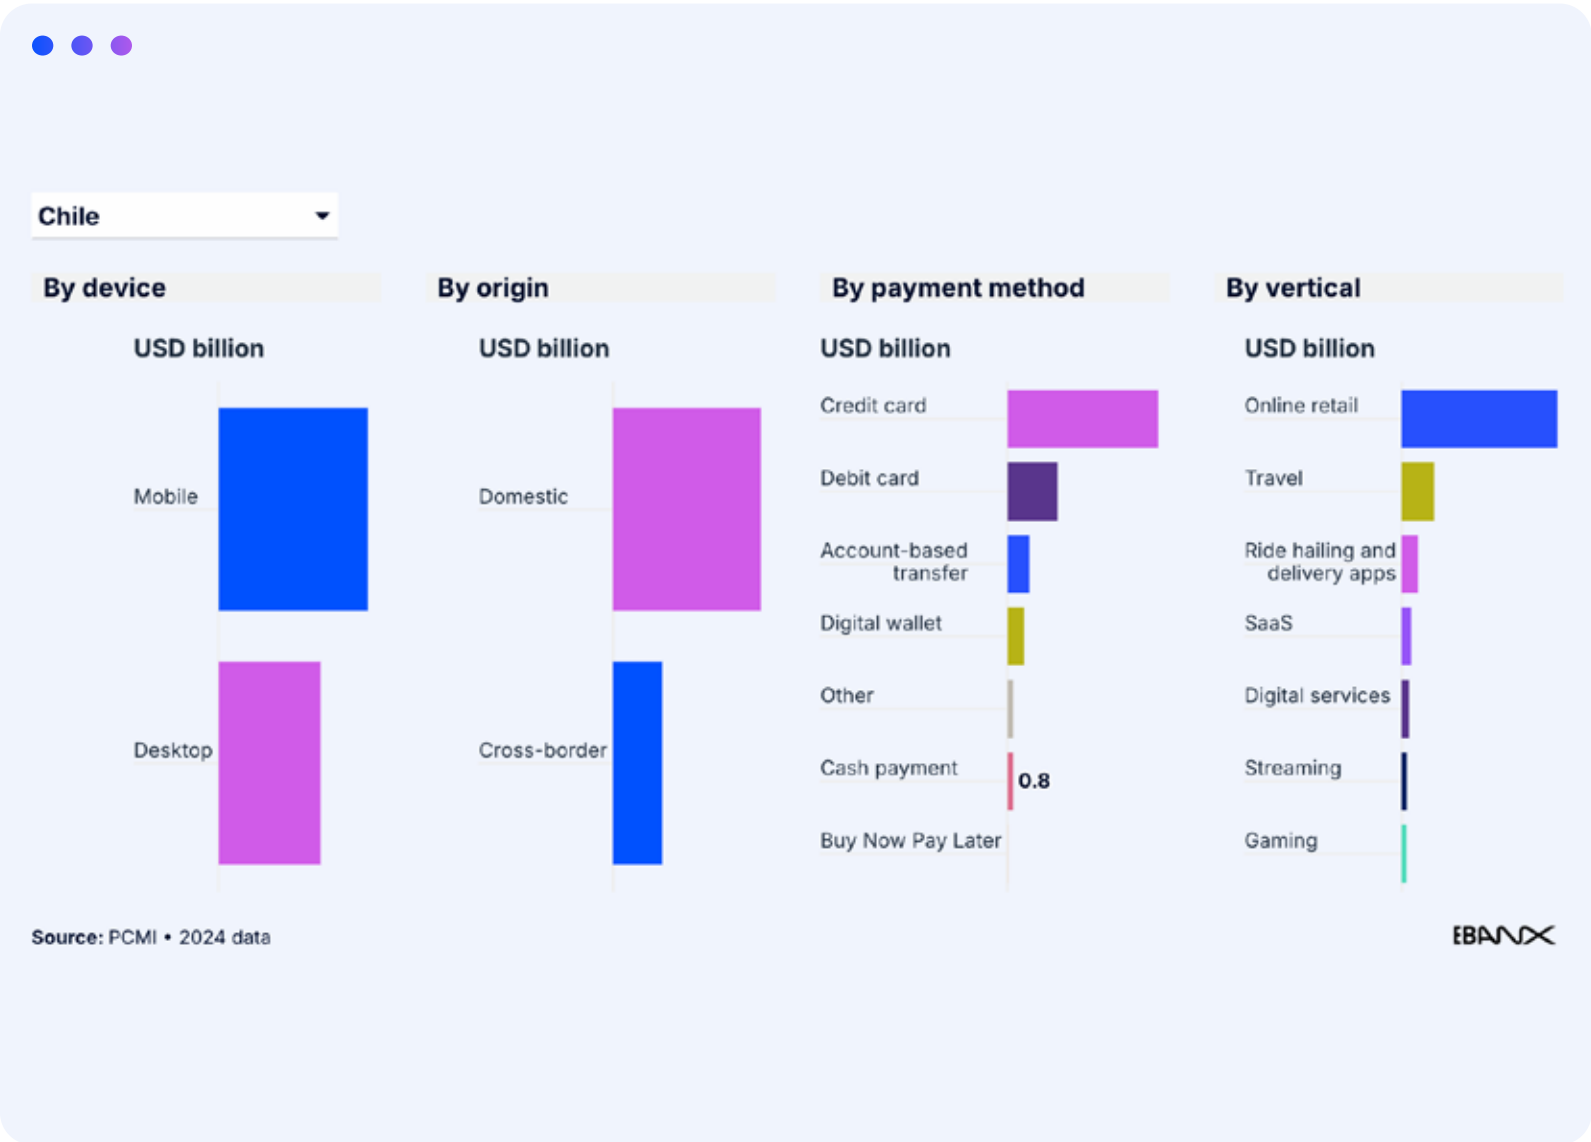 Chile
By device
USD billion
Mobile
Desktop
By origin
USD billion
Domestic
Cross-border
By payment method
USD billion
Credit card
Debit card
Account-based
transfer
Digital wallet
Other
Cash payment
0.8
Buy Now Pay Later
By vertical
USD billion
Online retail
Travel
Ride hailing and
delivery apps
SaaS
Digital services
Streaming
Gaming
Source: PCMI • 2024 data
EBANX